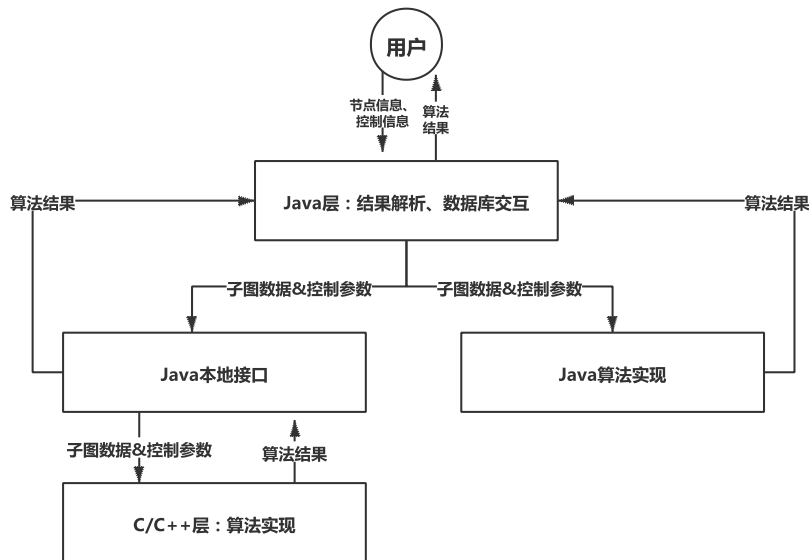 用户
节点信息、
控制信息
算法
结果
Java层：结果解析、数据库交互
算法结果
算法结果
子图数据&控制参数
子图数据&控制参数
Java本地接口
Java算法实现
子图数据&控制参数
算法结果
C/C++层：算法实现